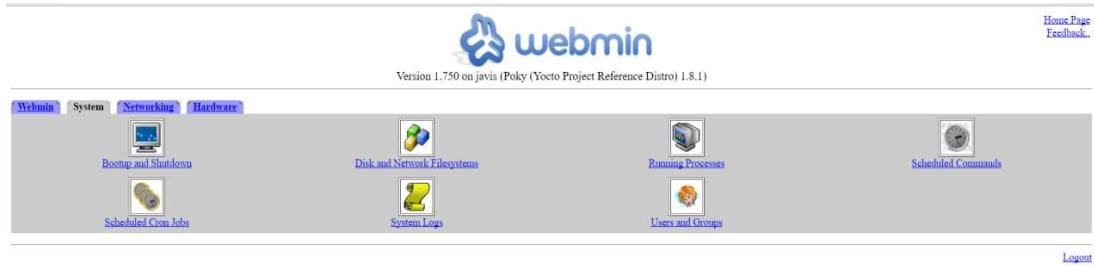 Home Page
Feedback..
webmin
Version 1.750 on javis (Poky (Yocto Project Reference Distro) 1.8.1)
Webmin System Networking Hardware
Bootup and Shutdown Disk and Network Filesystems Running Processes Scheduled Commands
Scheduled Cron Jobs System Logs Users and Groups
Logout